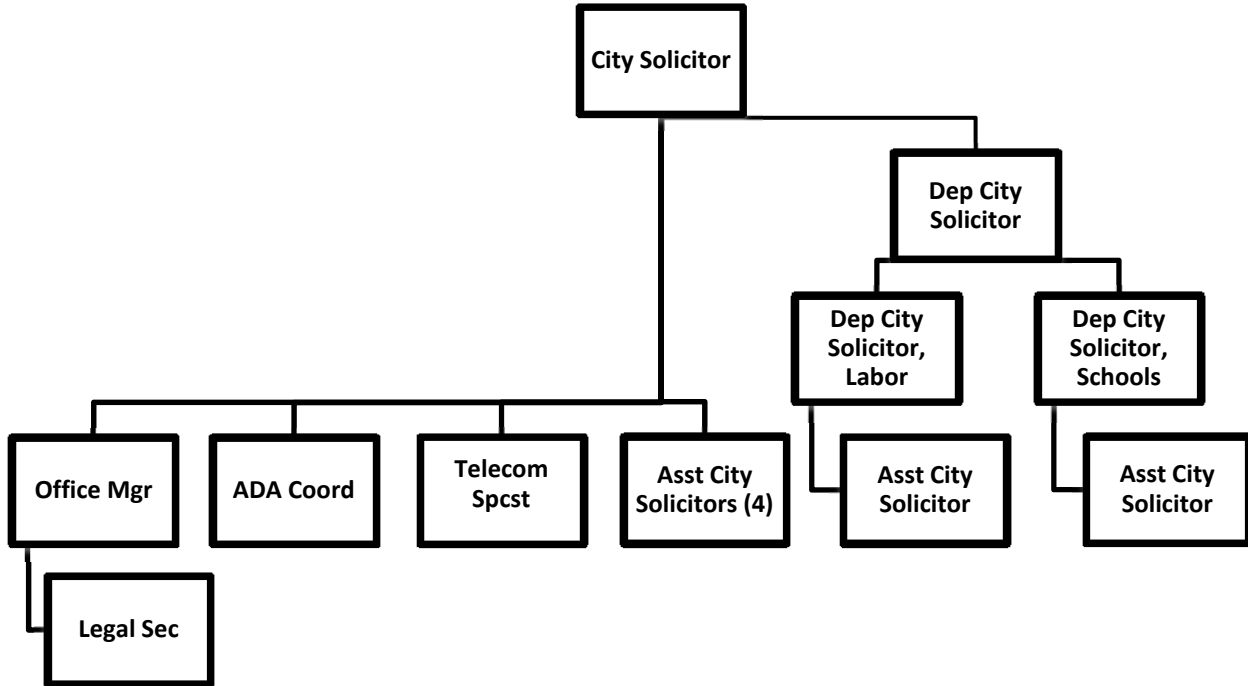 City Solicitor
Dep City
Solicitor
Dep City
Solicitor,
Labor
Dep City
Solicitor,
Schools
Office Mgr
ADA Coord
Telecom
Spcst
Asst City
Solicitors (4)
Asst City
Solicitor
Asst City
Solicitor
Legal Sec